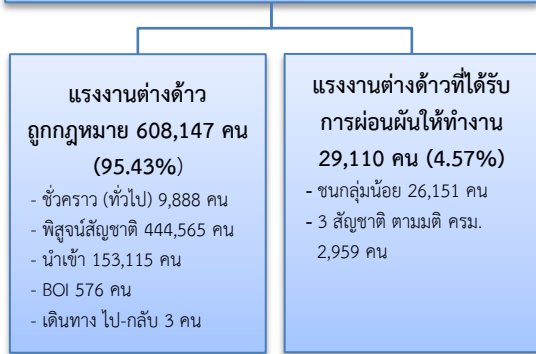 แรงงานต่างด้าว
ถูกกฎหมาย 608,147 คน
(95.43%)
- ชั่วคราว (ทั่วไป) 9,888 คน
- พิสูจน์สัญชาติ 444,565 คน
- นำเข้า 153,115 คน
- BOI 576 คน
- เดินทาง ไป-กลับ 3 คน
แรงงานต่างด้าวที่ได้รับ
การผ่อนผันให้ทำงาน
29,110 คน (4.57%)
- ชนกลุ่มน้อย 26,151 คน
- 3 สัญชาติ ตามมติ ครม.
2,959 คน